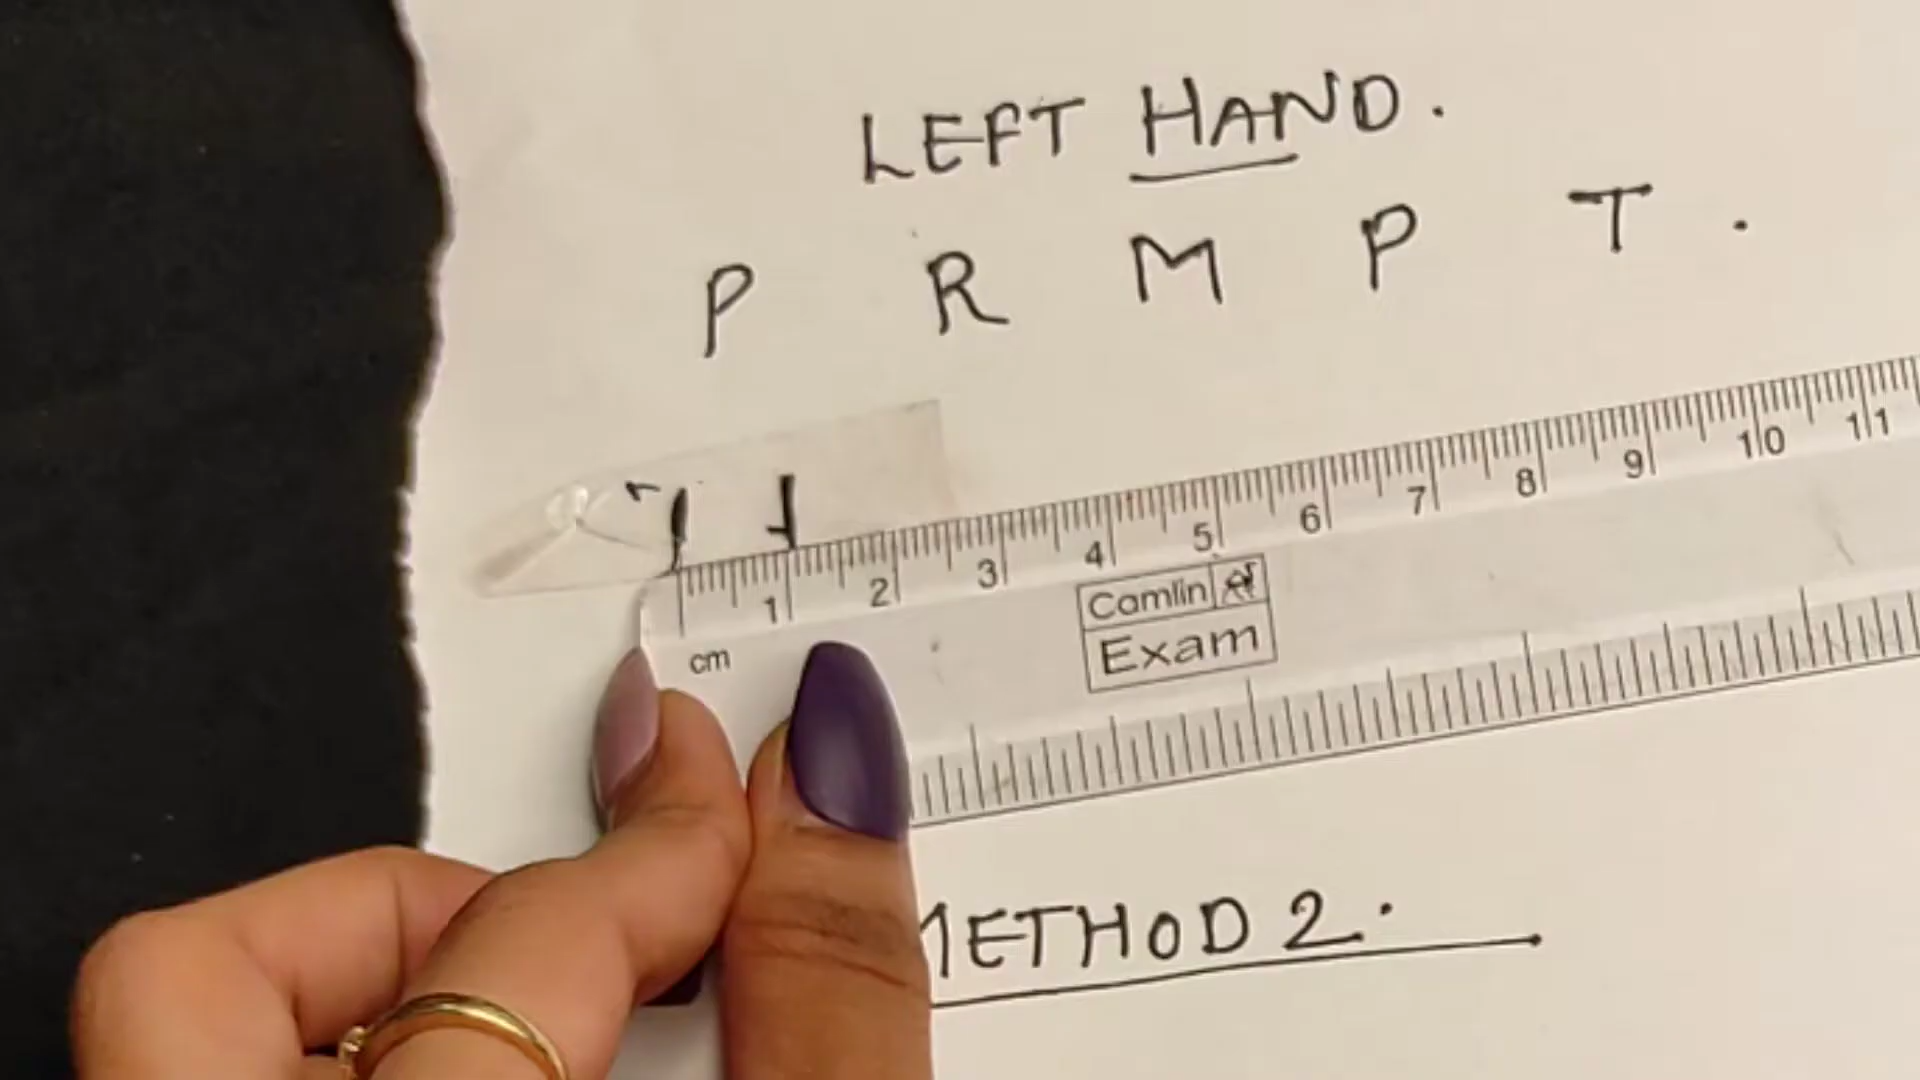 LEFT HAND.
P R M P T .
1 2 3 4 5 6 7 8 9 10 11
cm
Camlin
Exam
METHOD 2.